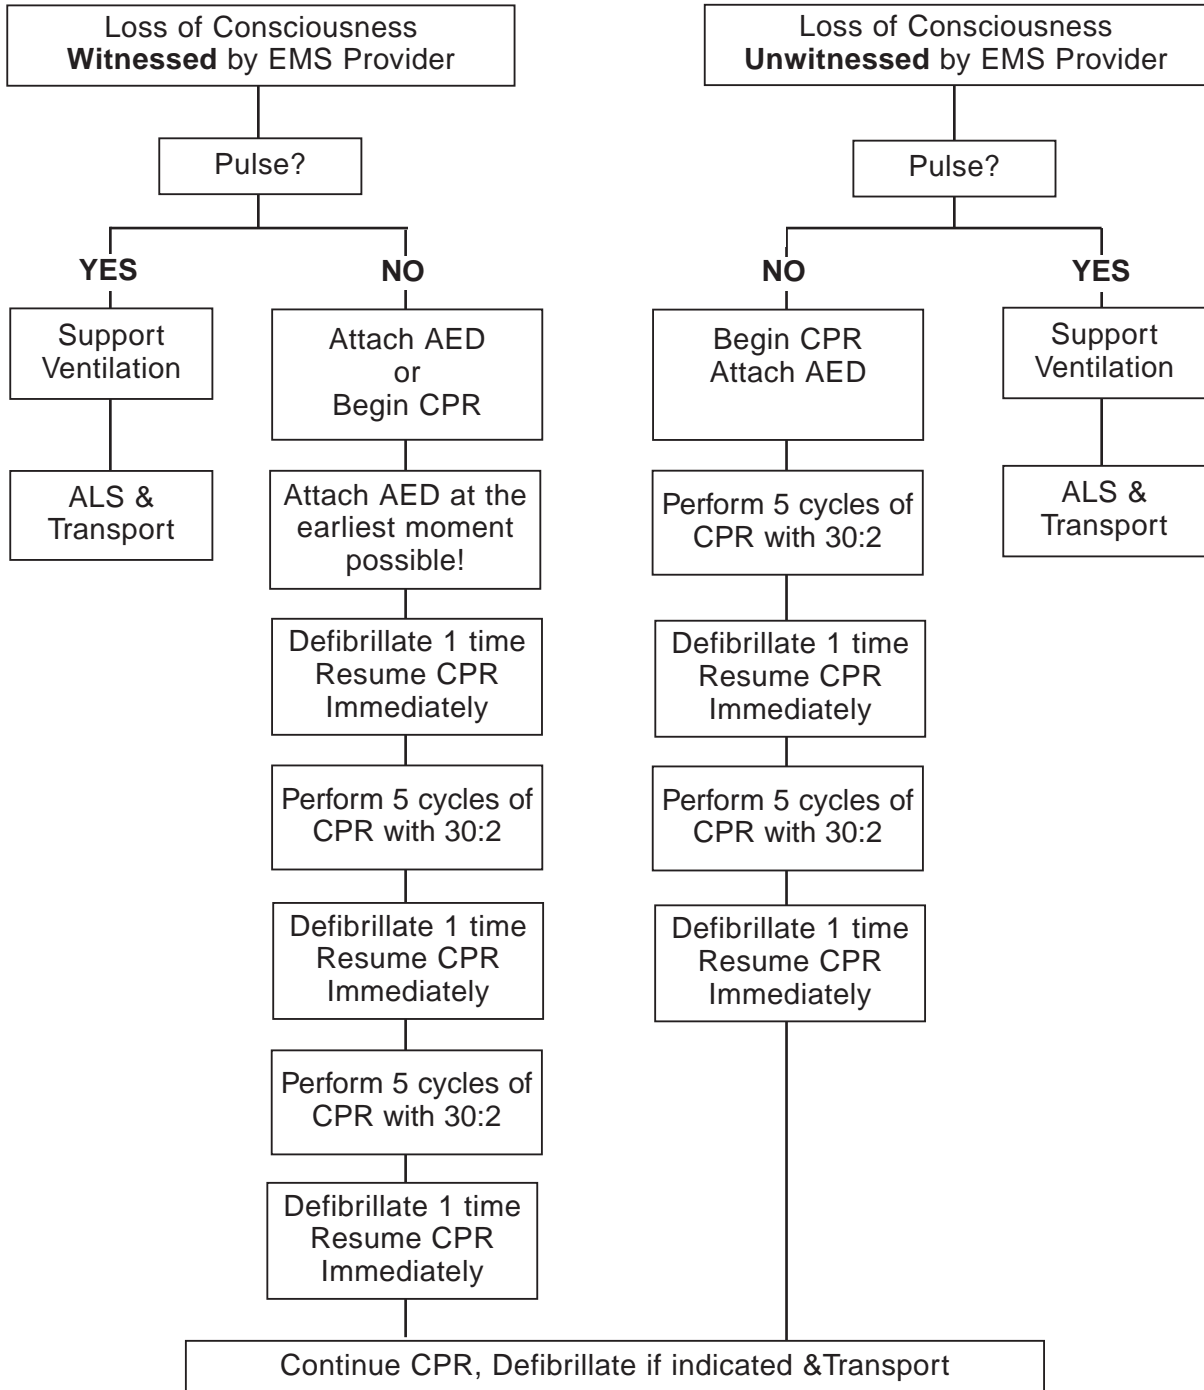 Loss of Consciousness
Witnessed by EMS Provider
Pulse?
YES
NO
Support
Ventilation
ALS &
Transport
Attach AED
or
Begin CPR
Attach AED at the
earliest moment
possible!
Defibrillate 1 time
Resume CPR
Immediately
Perform 5 cycles of
CPR with 30:2
Defibrillate 1 time
Resume CPR
Immediately
Perform 5 cycles of
CPR with 30:2
Defibrillate 1 time
Resume CPR
Immediately
Loss of Consciousness
Unwitnessed by EMS Provider
Pulse?
NO
YES
Begin CPR
Attach AED
Perform 5 cycles of
CPR with 30:2
Defibrillate 1 time
Resume CPR
Immediately
Perform 5 cycles of
CPR with 30:2
Defibrillate 1 time
Resume CPR
Immediately
Support
Ventilation
ALS &
Transport
Continue CPR, Defibrillate if indicated &Transport